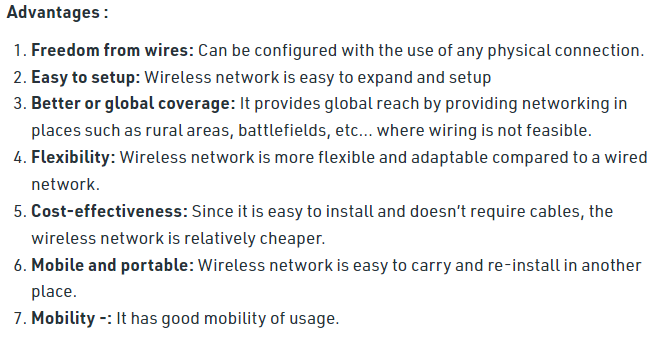 Advantages :
1. Freedom from wires: Can be configured with the use of any physical connection.
2. Easy to setup: Wireless network is easy to expand and setup
3. Better or global coverage: It provides global reach by providing networking in
places such as rural areas, battlefields, etc... where wiring is not feasible.
4. Flexibility: Wireless network is more flexible and adaptable compared to a wired
network.
5. Cost-effectiveness: Since it is easy to install and doesn’t require cables, the
wireless network is relatively cheaper.
6. Mobile and portable: Wireless network is easy to carry and re-install in another
place.
7. Mobility -: It has good mobility of usage.